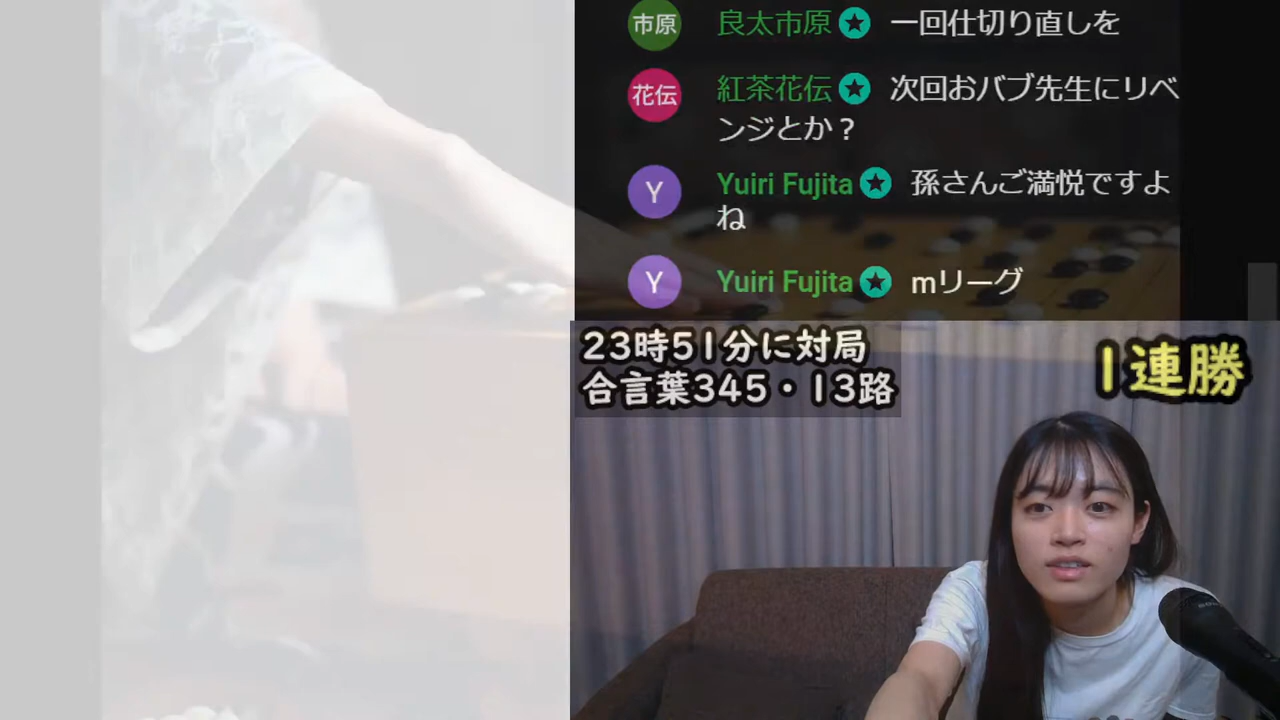 市原 良太市原 一回仕切り直しを
花伝 紅茶花伝 次回おバブ先生にリベ
ンジとか？
Y Yuiri Fujita 孫さんご満悦ですよ
ね
Y Yuiri Fujita mリーグ
23時51分に対局
合言葉345・13路
1連勝